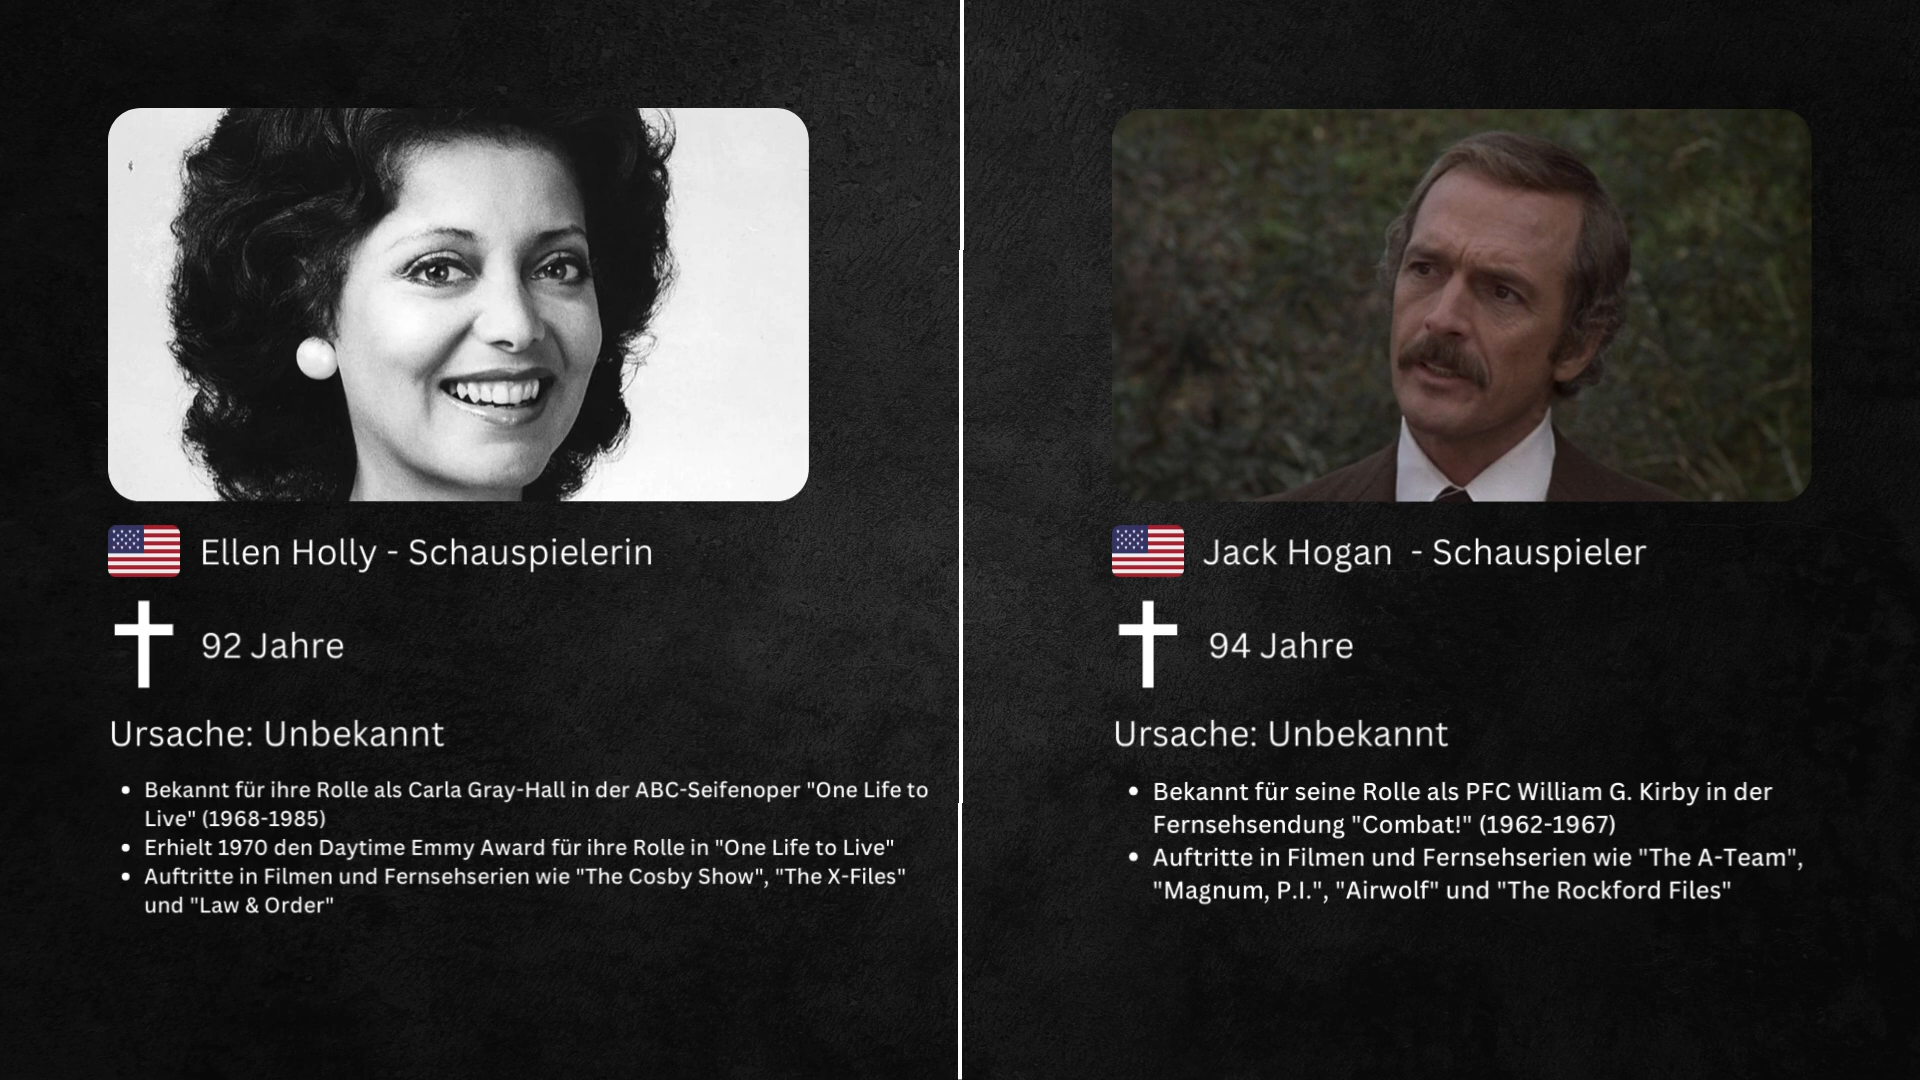 Ellen Holly - Schauspielerin
92 Jahre
Ursache: Unbekannt
• Bekannt für ihre Rolle als Carla Gray-Hall in der ABC-Seifenoper "One Life to
Live" (1968-1985)
• Erhielt 1970 den Daytime Emmy Award für ihre Rolle in "One Life to Live"
• Auftritte in Filmen und Fernsehserien wie "The Cosby Show", "The X-Files"
und "Law & Order"
Jack Hogan - Schauspieler
94 Jahre
Ursache: Unbekannt
• Bekannt für seine Rolle als PFC William G. Kirby in der
Fernsehsendung "Combat!" (1962-1967)
• Auftritte in Filmen und Fernsehserien wie "The A-Team",
"Magnum, P.I.", "Airwolf" und "The Rockford Files"